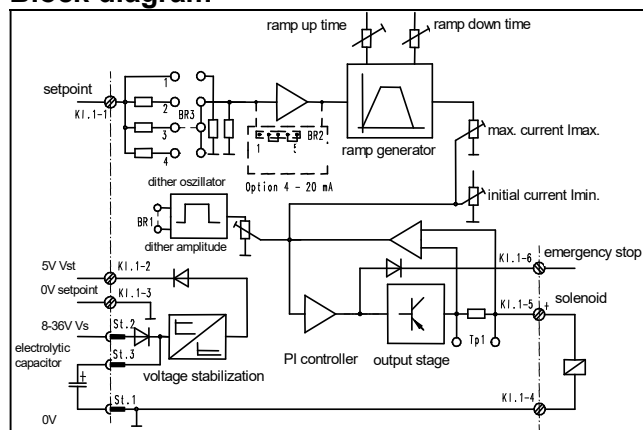 Block diagram
ramp up time
ramp down time
setpoint
Kl.1-1
1
2
3
4
BR3
BR2
1
5
Option 4 - 20 mA
ramp generator
max. current Imax.
initial current Imin.
dither oszillator
BR1
dither amplitude
5V Vst
Kl.1-2
0V setpoint
Kl.1-3
8-36V Vs
St.2
electrolytic
capacitor
+
St.3
voltage stabilization
0V
St.1
PI controller
output stage
Tp1
Kl.1-6
emergency stop
Kl.1-5
+
solenoid
Kl.1-4